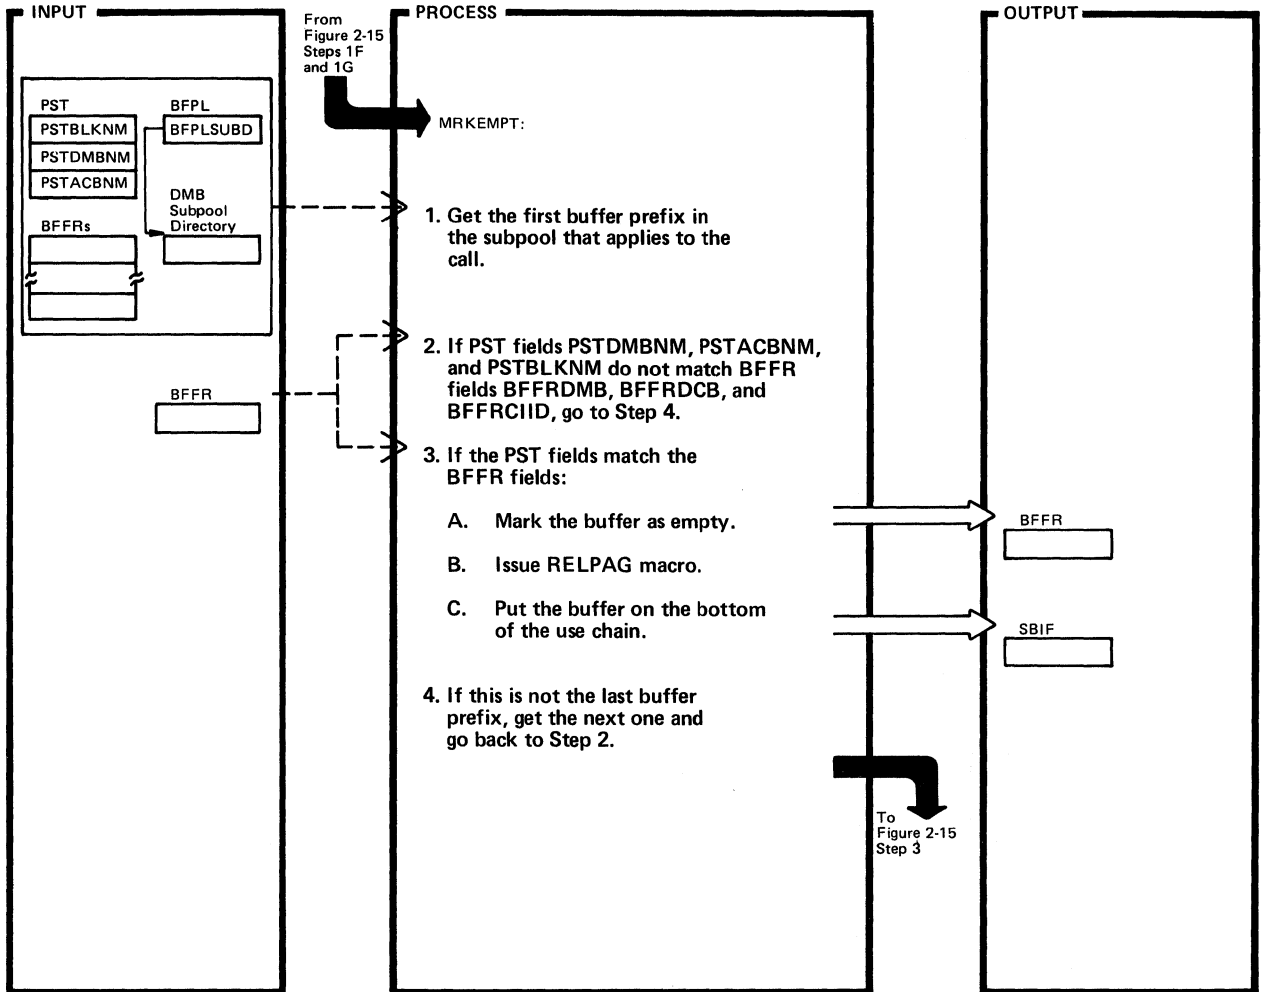 INPUT
PST
BFPL
PSTBLKNM
BFPLSUBD
PSTDMBNM
PSTACBNM
DMB
Subpool
Directory
BFFRs
BFFR
From
Figure 2-15
Steps 1F
and 1G
PROCESS
MRKEMPT:
1. Get the first buffer prefix in
the subpool that applies to the
call.
2. If PST fields PSTDMBNM, PSTACBNM,
and PSTBLKNM do not match BFFR
fields BFFRDMB, BFFRDCB, and
BFFRCIID, go to Step 4.
3. If the PST fields match the
BFFR fields:
A. Mark the buffer as empty.
B. Issue RELPAG macro.
C. Put the buffer on the bottom
of the use chain.
4. If this is not the last buffer
prefix, get the next one and
go back to Step 2.
To
Figure 2-15
Step 3
OUTPUT
BFFR
SBIF